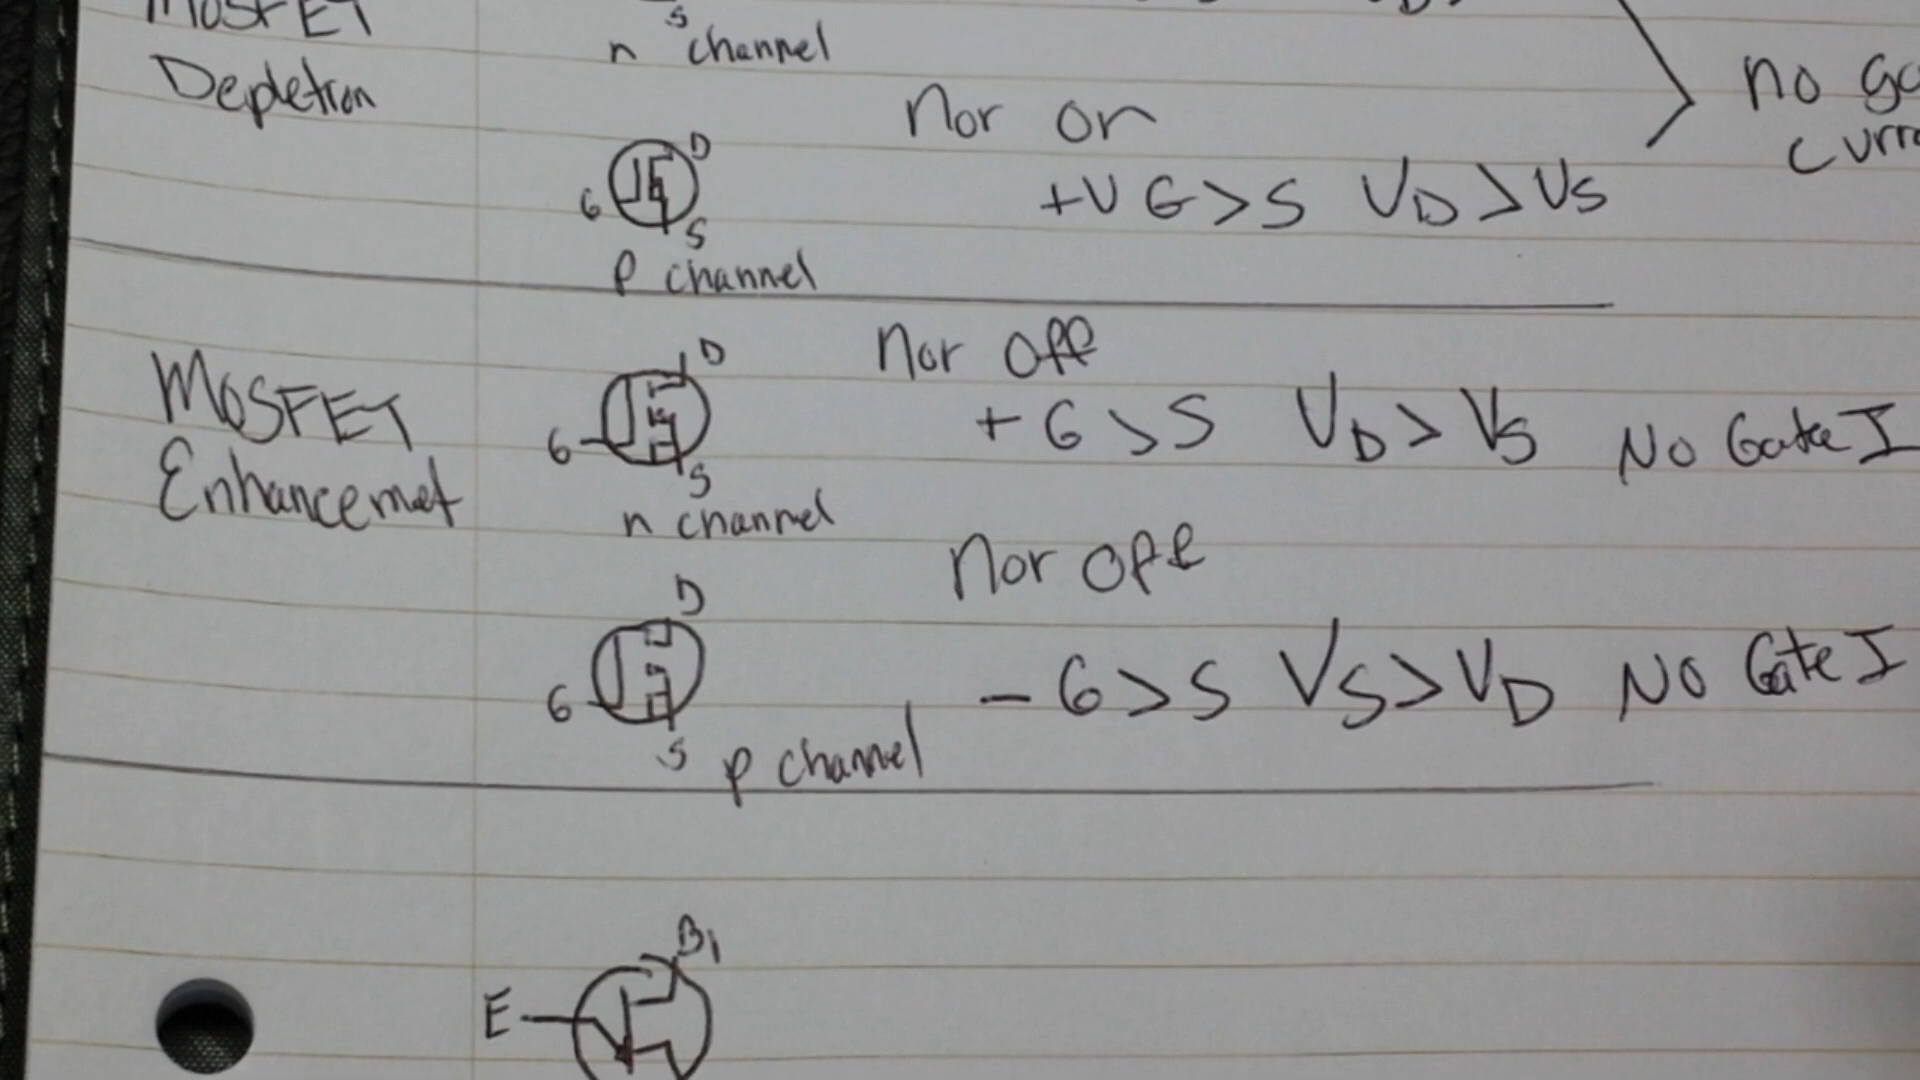 MOSFET
Depletion
S
n channel
Nor on
D
G
S
+V G>S VD>VS
no
p channel
MOSFET
Enhancemet
D
G
S
n channel
Nor Off
+ G>S VD> VS No Gate I
D
G
S
p channel
Nor Off
- G>S VS>VD No Gate I
B1
E